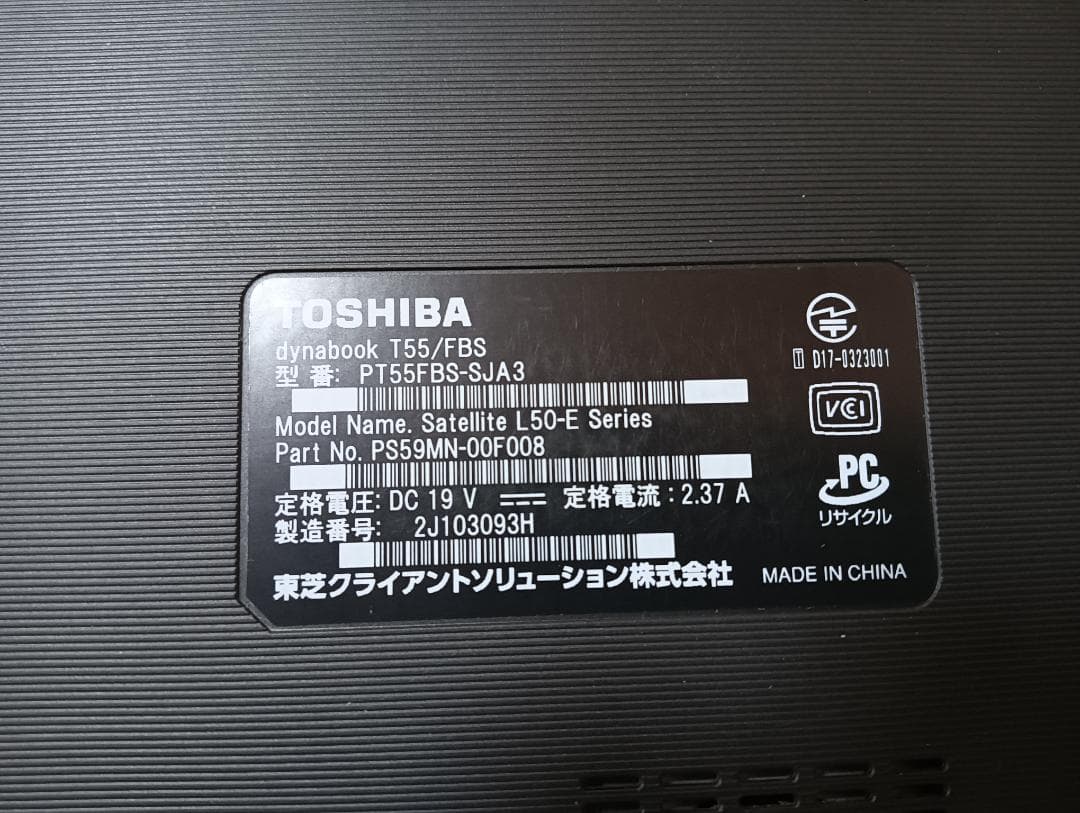 TOSHIBA
dynabook T55/FBS
型 番: PT55FBS-SJA3
Model Name. Satellite L50-E Series
Part No. PS59MN-00F008
定格電圧: DC 19 V 定格電流 : 2.37 A
製造番号: 2J103093H
東芝クライアントソリューション株式会社
MADE IN CHINA
T D17-0323001
VCI
PC
リサイクル